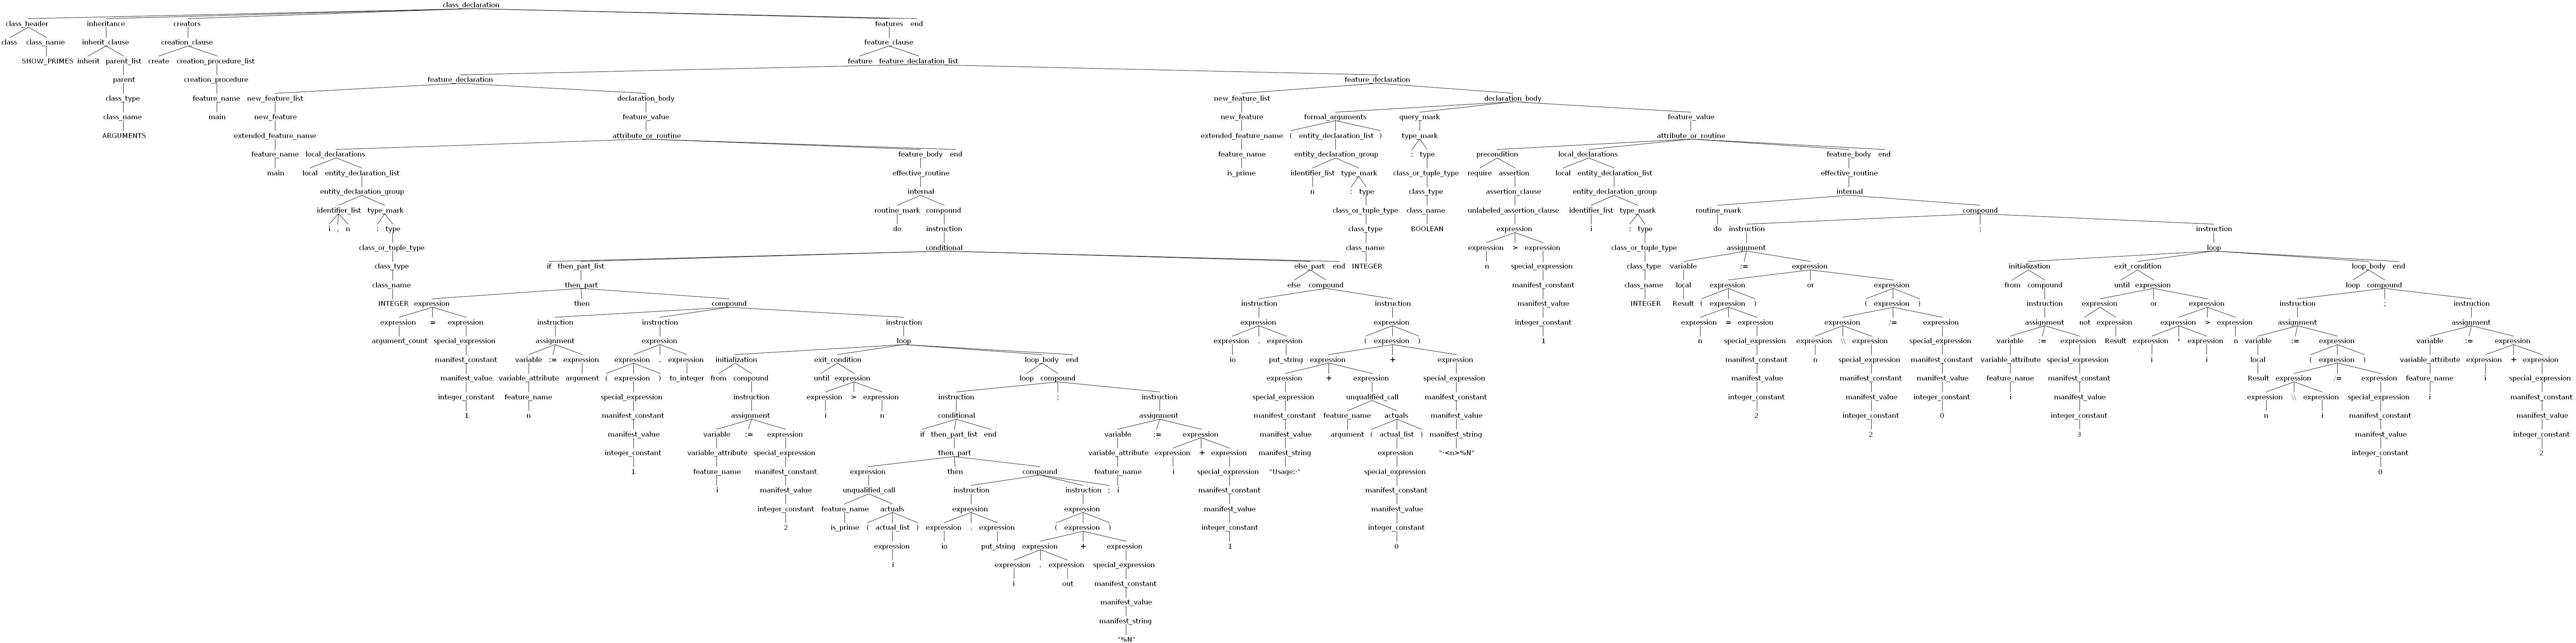 class_declaration
class_header inheritance creators features end
class class_name inherit_clause creation_clause feature_clause
SHOW_PRIMES inherit parent_list create creation_procedure_list feature feature_declaration_list
parent creation_procedure feature_declaration feature_declaration
class_type feature_name new_feature_list declaration_body new_feature_list declaration_body
class_name main new_feature feature_value new_feature formal_arguments query_mark feature_value
ARGUMENTS extended_feature_name attribute_or_routine extended_feature_name ( entity_declaration_list ) type_mark attribute_or_routine
feature_name local_declarations feature_body end feature_name entity_declaration_group : type precondition local_declarations feature_body end
main local entity_declaration_list effective_routine is_prime identifier_list type_mark class_or_tuple_type require assertion local entity_declaration_list effective_routine
entity_declaration_group internal n : type class_type assertion_clause entity_declaration_group internal
identifier_list type_mark routine_mark compound class_or_tuple_type class_name unlabeled_assertion_clause identifier_list type_mark routine_mark compound
i , n : type do instruction class_type BOOLEAN expression i : type do instruction ; instruction
class_or_tuple_type conditional class_name expression > expression class_or_tuple_type assignment loop
class_type if then_part_list else_part end INTEGER n special_expression class_type variable := expression initialization exit_condition loop_body end
class_name then_part else compound manifest_constant class_name local expression or expression from compound until expression loop compound
INTEGER expression then compound instruction instruction manifest_value INTEGER Result ( expression ) ( expression ) instruction expression or expression instruction ; instruction
expression = expression instruction instruction instruction expression expression integer_constant expression = expression expression /= expression assignment not expression expression > expression assignment assignment
argument_count special_expression assignment expression loop expression . expression ( expression ) 1 n special_expression expression \\ expression special_expression variable := expression Result expression * expression n variable := expression variable := expression
manifest_constant variable := expression expression . expression initialization exit_condition loop_body end io put_string expression + expression manifest_constant n special_expression manifest_constant variable_attribute special_expression i i local ( expression ) variable_attribute expression + expression
manifest_value variable_attribute argument ( expression ) to_integer from compound until expression loop compound expression + expression special_expression manifest_value manifest_constant manifest_value feature_name manifest_constant Result expression /= expression feature_name i special_expression
integer_constant feature_name special_expression instruction expression > expression instruction ; instruction special_expression unqualified_call manifest_constant integer_constant manifest_value integer_constant i manifest_value expression \\ expression special_expression i manifest_constant
1 n manifest_constant assignment i n conditional assignment manifest_constant feature_name actuals manifest_value 2 integer_constant 0 integer_constant n i manifest_constant manifest_value
manifest_value variable := expression if then_part_list end variable := expression manifest_value argument ( actual_list ) manifest_string 2 3 manifest_value integer_constant
integer_constant variable_attribute special_expression then_part variable_attribute expression + expression manifest_string expression "·<n>%N" integer_constant 2
1 feature_name manifest_constant expression then compound feature_name i special_expression "Usage:·" special_expression 0
i manifest_value unqualified_call instruction instruction ; i manifest_constant manifest_constant
integer_constant feature_name actuals expression expression manifest_value manifest_value
2 is_prime ( actual_list ) expression . expression ( expression ) integer_constant integer_constant
expression io put_string expression + expression 1 0
i expression . expression special_expression
i out manifest_constant
manifest_value
manifest_string
"%N"